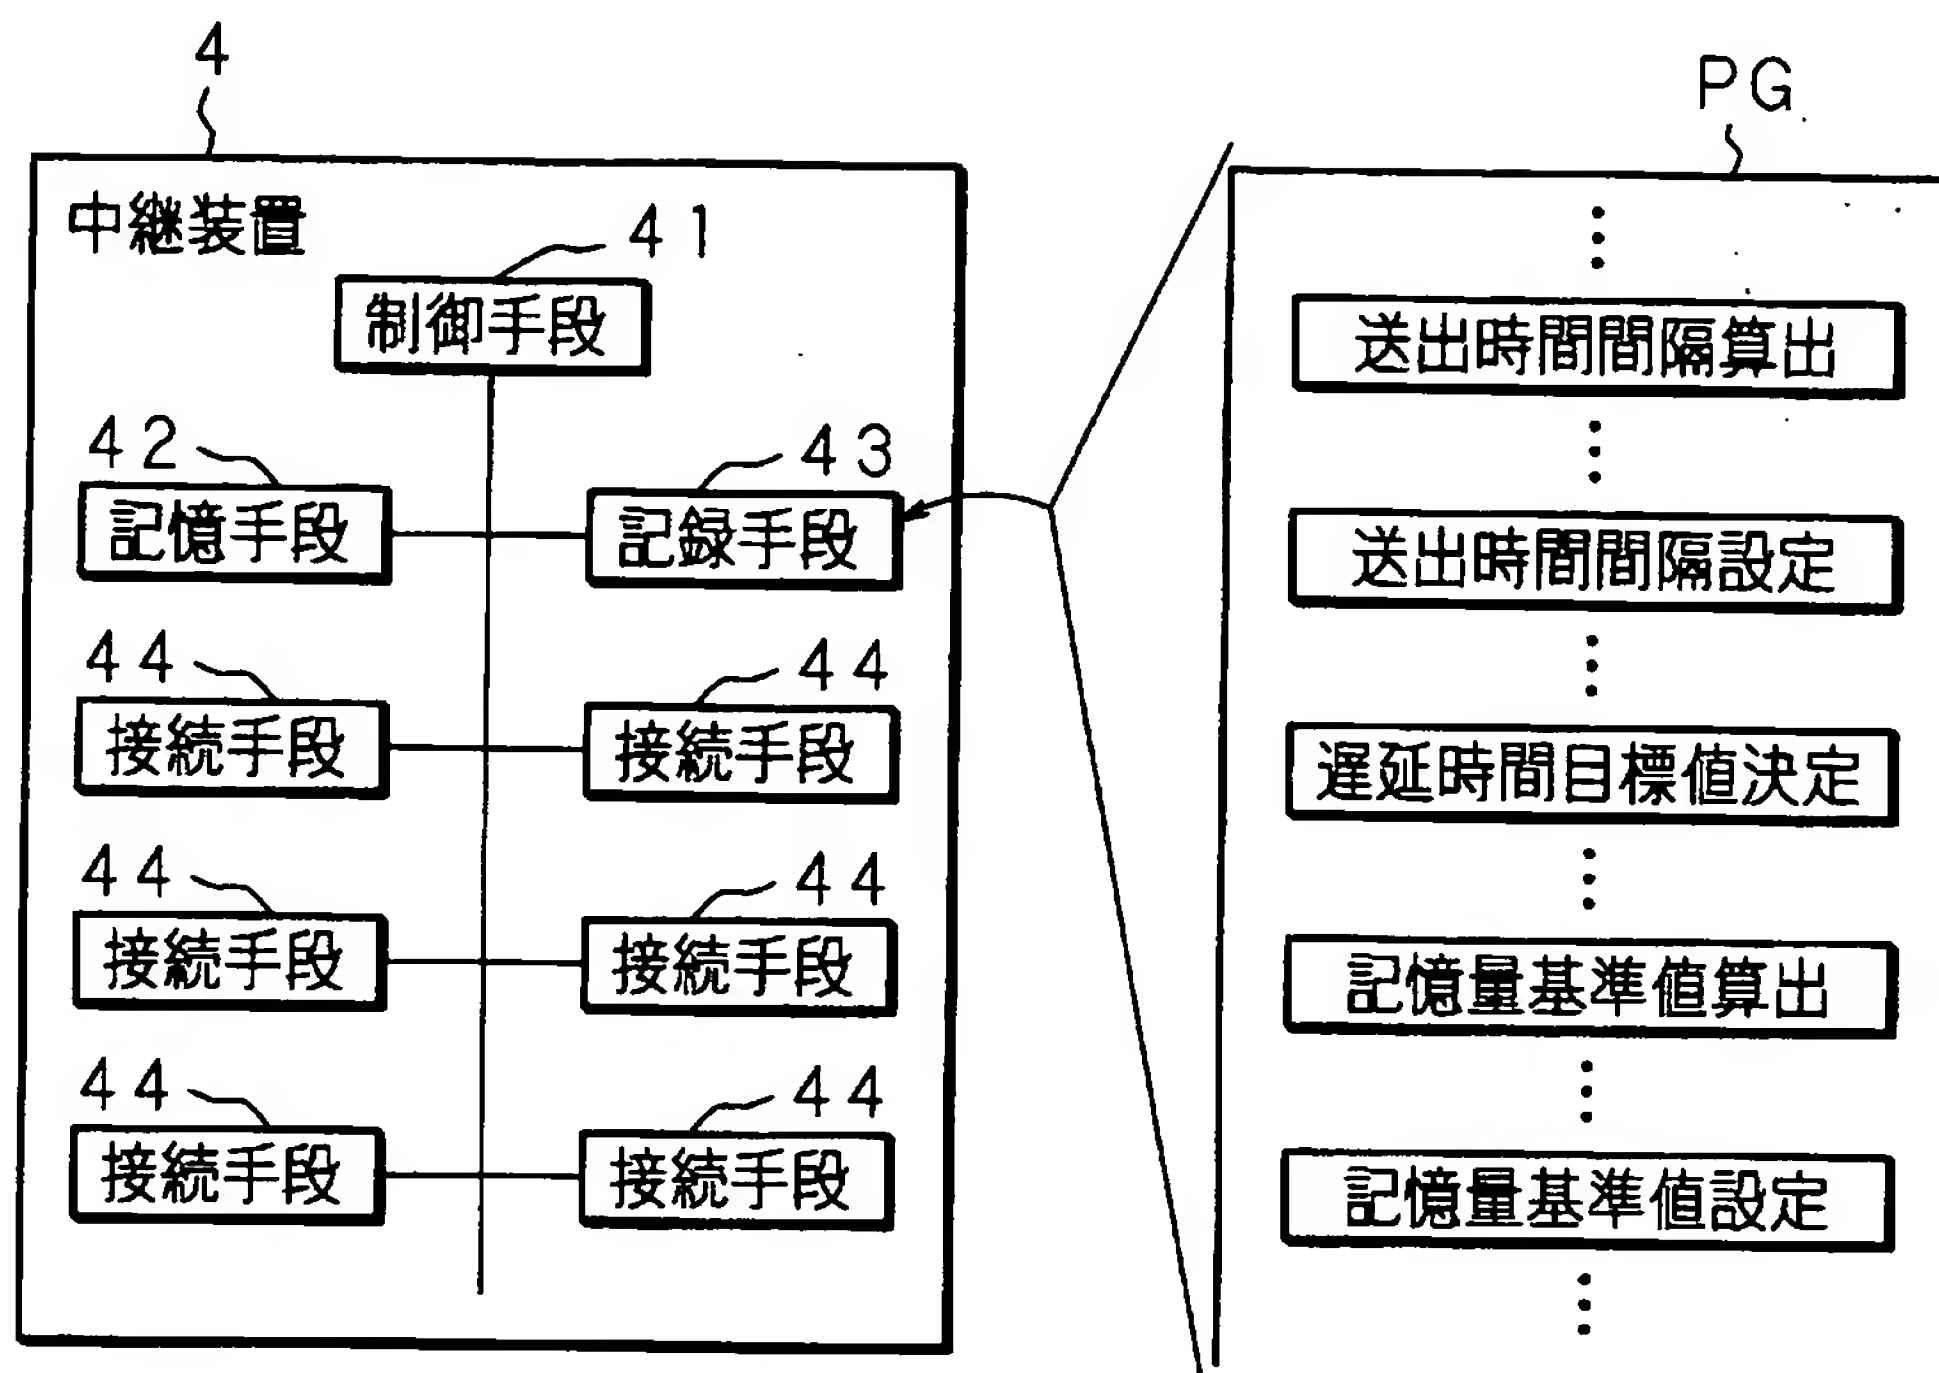 4
中継装置
41
制御手段
42
43
記憶手段
記録手段
44
44
接続手段
接続手段
44
44
接続手段
接続手段
44
44
接続手段
接続手段
PG
送出時間間隔算出
送出時間間隔設定
遅延時間目標値決定
記憶量基準値算出
記憶量基準値設定